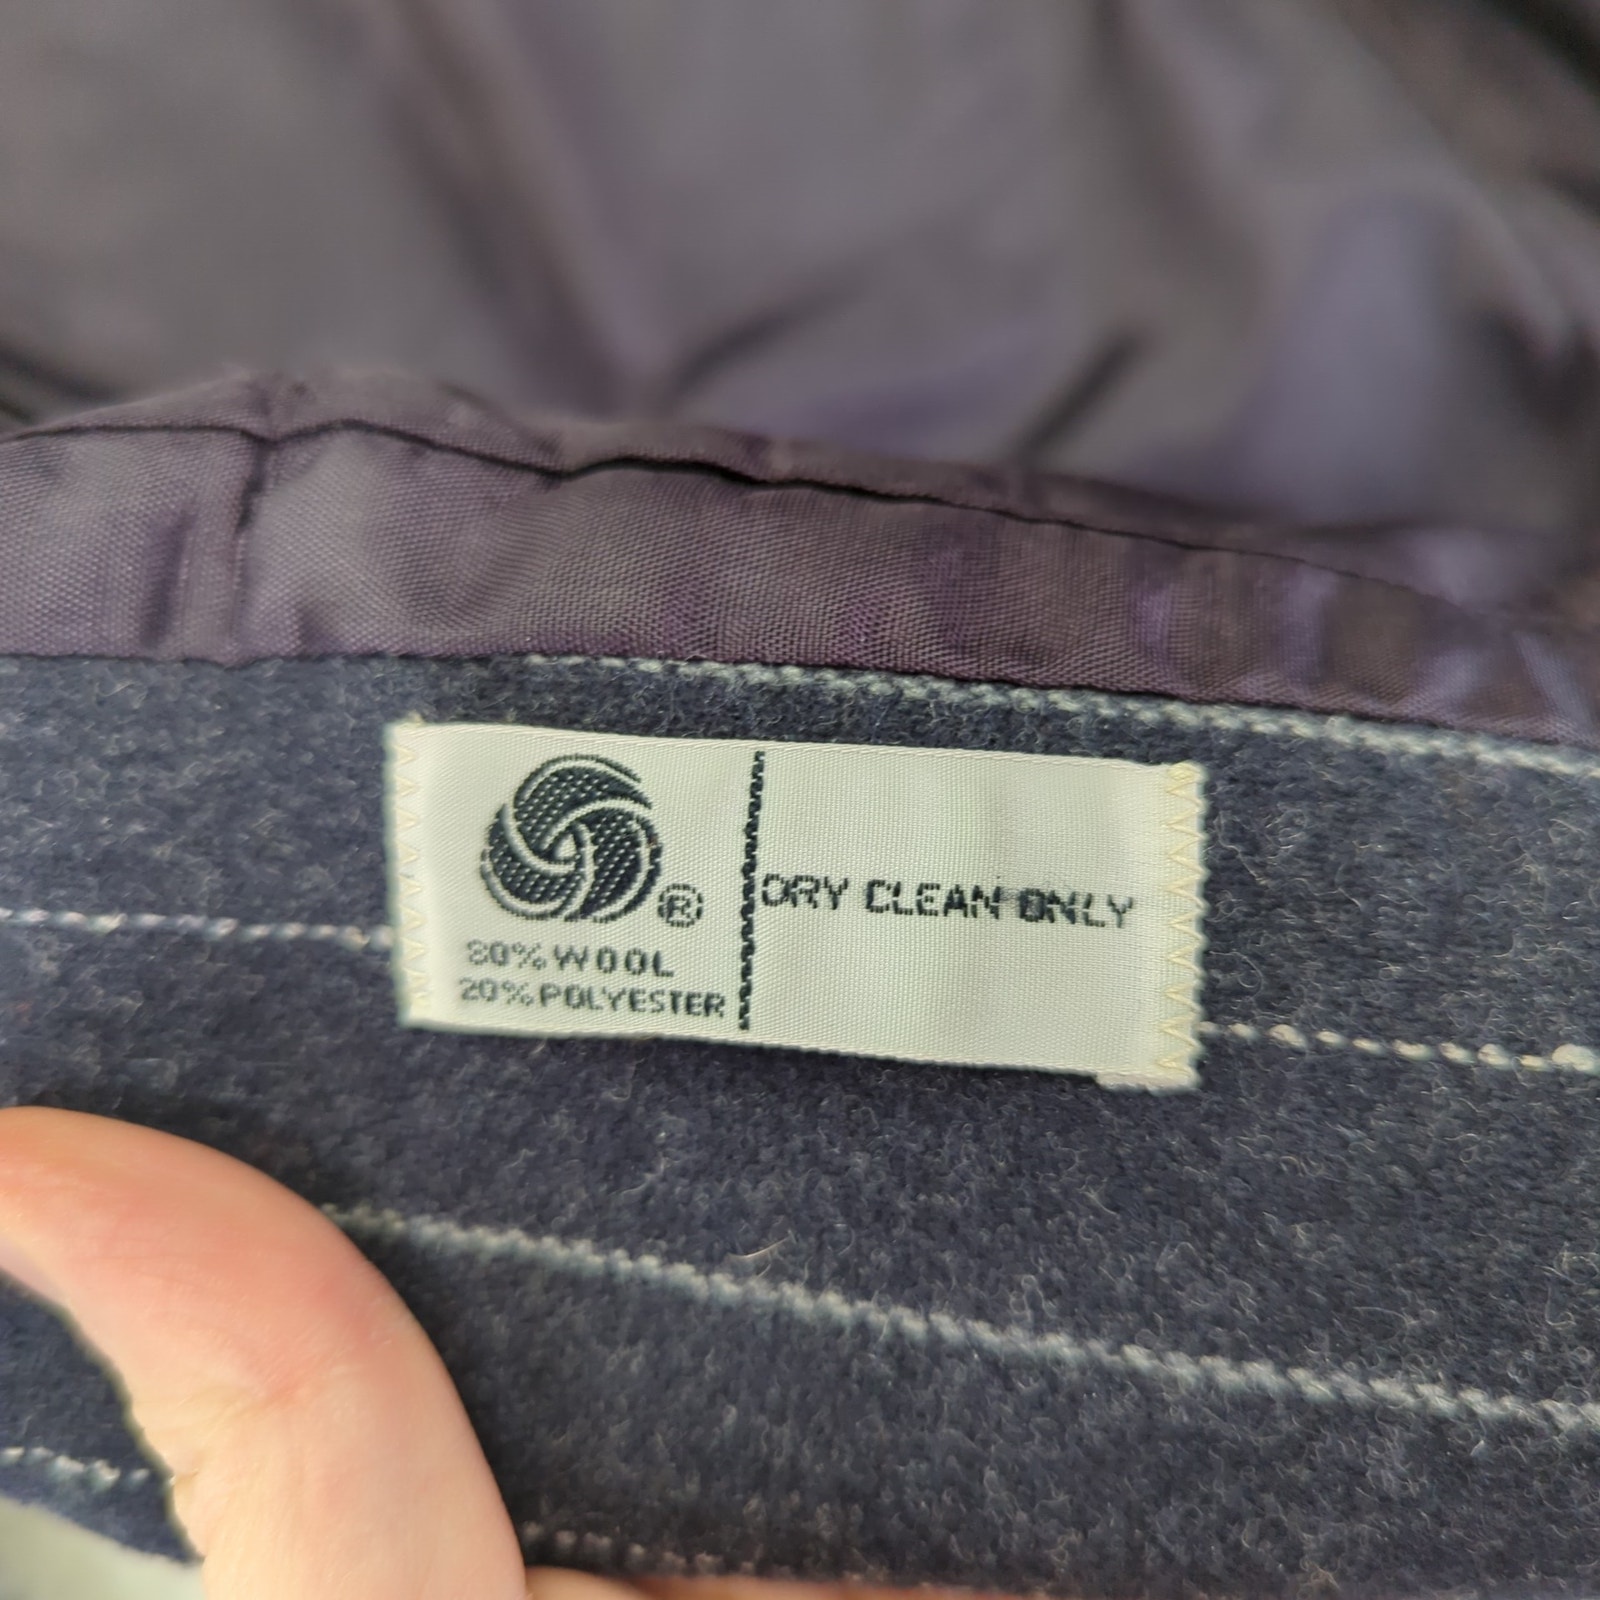 ®
80% WOOL
20% POLYESTER
DRY CLEAN ONLY